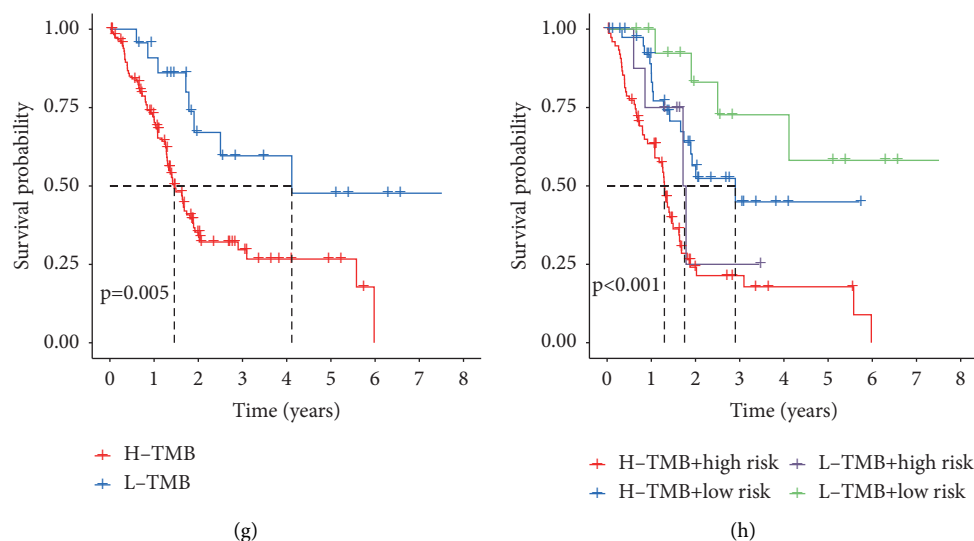 1.00
0.75
0.50
0.25
0.00
Survival probability
p=0.005
0 1 2 3 4 5 6 7 8
Time (years)
H–TMB
L–TMB
(g)
1.00
0.75
0.50
0.25
0.00
Survival probability
p<0.001
0 1 2 3 4 5 6 7 8
Time (years)
H–TMB+high risk L–TMB+high risk
H–TMB+low risk L–TMB+low risk
(h)